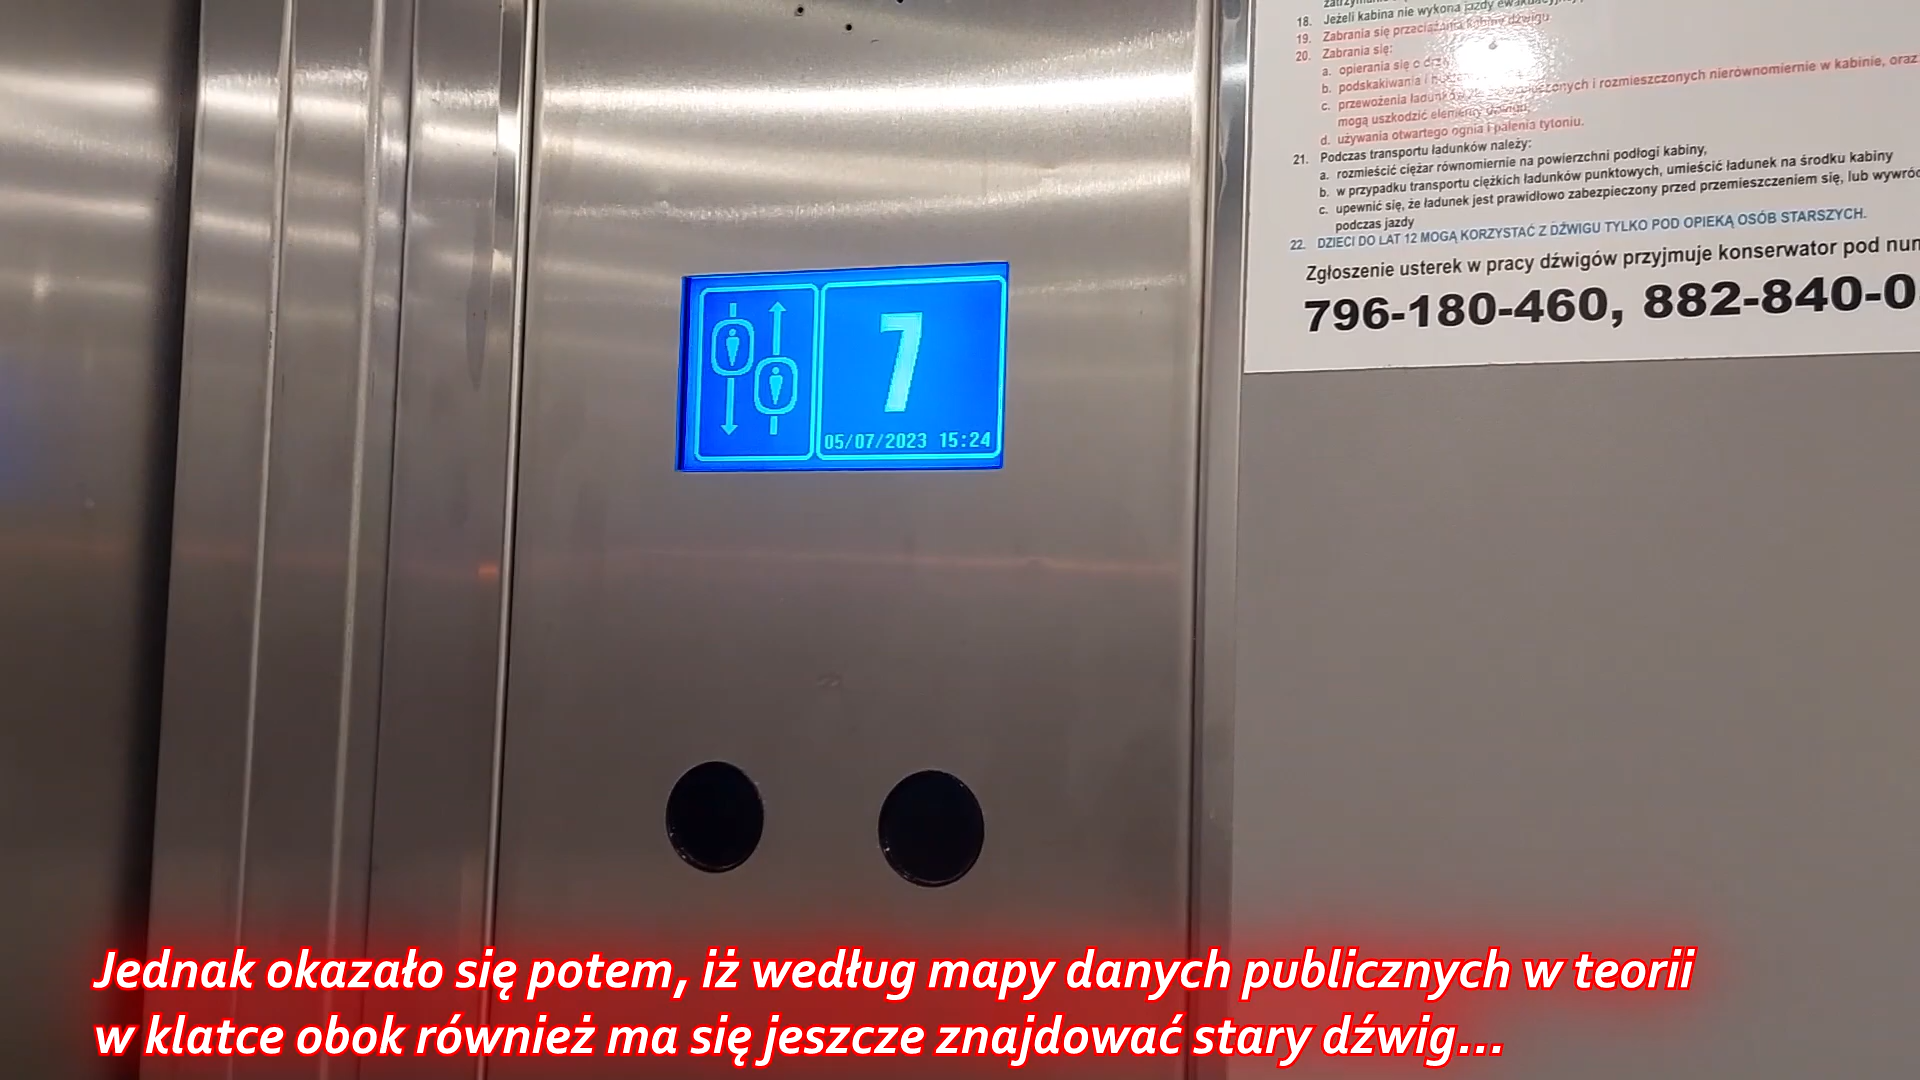 18. Jeżeli kabina nie wykona jazdy
19. Zabrania się przeciążania kabiny dźwigu.
20. Zabrania się:
a. opierania się o
b. podskakiwania i
c. przewożenia ładunków i rozmieszczonych nierównomiernie w kabinie, oraz
mogą uszkodzić elementy dźwigu,
d. używania otwartego ognia i palenia tytoniu.
21. Podczas transportu ładunków należy:
a. rozmieścić ciężar równomiernie na powierzchni podłogi kabiny,
b. w przypadku transportu ciężkich ładunków punktowych, umieścić ładunek na środku kabiny
c. upewnić się, że ładunek jest prawidłowo zabezpieczony przed przemieszczeniem się, lub
podczas jazdy
22. DZIECI DO LAT 12 MOGĄ KORZYSTAĆ Z DŹWIGU TYLKO POD OPIEKĄ OSÓB STARSZYCH.
Zgłoszenie usterek w pracy dźwigów przyjmuje konserwator pod
796-180-460, 882-840-0
7
05/07/2023 15:24
Jednak okazało się potem, iż według mapy danych publicznych w teorii
w klatce obok również ma się jeszcze znajdować stary dźwig...